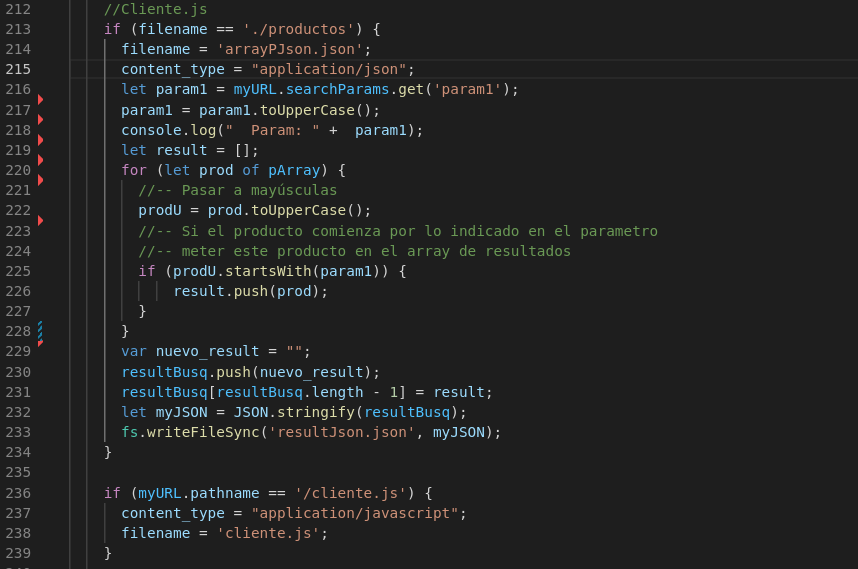 212 //Cliente.js
213 if (filename == './productos') {
214 filename = 'arrayPJson.json';
215 content_type = "application/json";
216 let param1 = myURL.searchParams.get('param1');
217 param1 = param1.toUpperCase();
218 console.log("  Param: " +  param1);
219 let result = [];
220 for (let prod of pArray) {
221 //-- Pasar a mayúsculas
222 prodU = prod.toUpperCase();
223 //-- Si el producto comienza por lo indicado en el parametro
224 //-- meter este producto en el array de resultados
225 if (prodU.startsWith(param1)) {
226 result.push(prod);
227 }
228 }
229 var nuevo_result = "";
230 resultBusq.push(nuevo_result);
231 resultBusq[resultBusq.length - 1] = result;
232 let myJSON = JSON.stringify(resultBusq);
233 fs.writeFileSync('resultJson.json', myJSON);
234 }
235
236 if (myURL.pathname == '/cliente.js') {
237 content_type = "application/javascript";
238 filename = 'cliente.js';
239 }